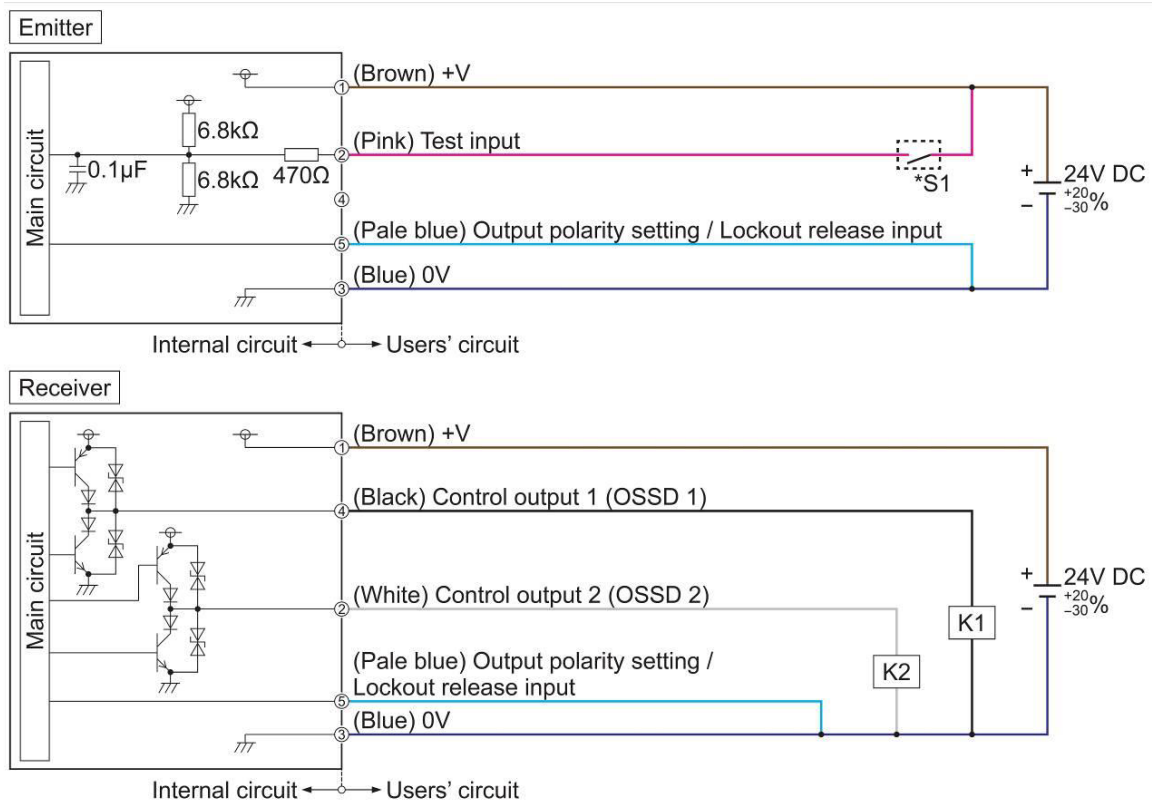 Emitter
Main circuit
(Brown) +V
①
6.8kΩ
(Pink) Test input
②
0.1μF
6.8kΩ
470Ω
*S1
④
+
24V DC
+20
−30 %
−
(Pale blue) Output polarity setting / Lockout release input
⑤
(Blue) 0V
③
Internal circuit
Users' circuit
Receiver
Main circuit
(Brown) +V
①
(Black) Control output 1 (OSSD 1)
④
+
24V DC
+20
−30 %
−
(White) Control output 2 (OSSD 2)
②
K1
K2
(Pale blue) Output polarity setting /
Lockout release input
⑤
(Blue) 0V
③
Internal circuit
Users' circuit